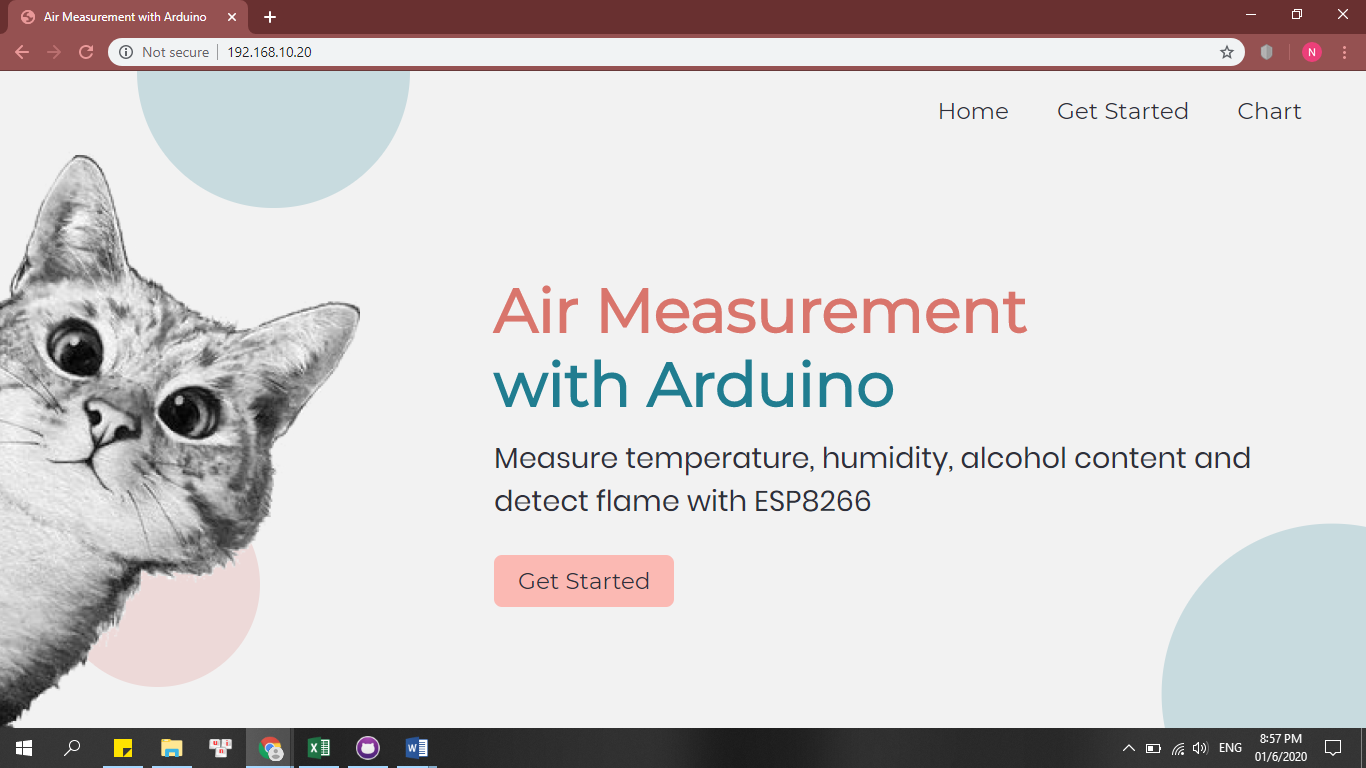 Air Measurement with Arduino
Not secure
192.168.10.20
N
Home
Get Started
Chart
Air Measurement
with Arduino
Measure temperature, humidity, alcohol content and
detect flame with ESP8266
Get Started
ENG
8:57 PM
01/6/2020